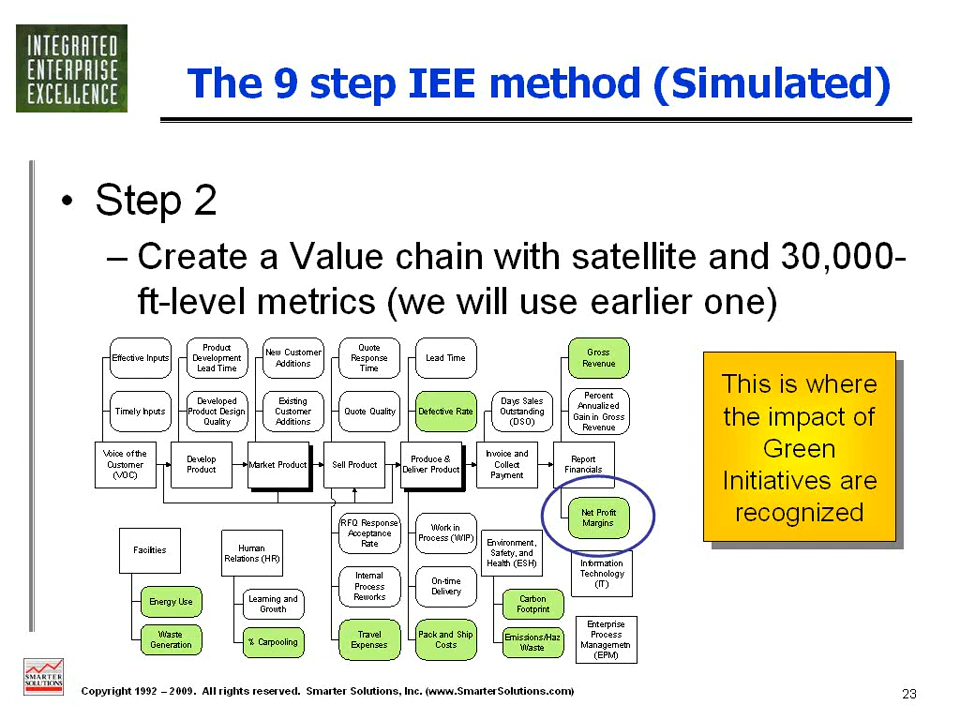 INTEGRATED
ENTERPRISE
EXCELLENCE
The 9 step IEE method (Simulated)
• Step 2
– Create a Value chain with satellite and 30,000-
ft-level metrics (we will use earlier one)
Effective Inputs
Product
Development
Lead Time
New Customer
Additions
Quote
Response
Time
Lead Time
Gross
Revenue
Timely Inputs
Developed
Product Design
Quality
Existing
Customer
Additions
Quote Quality
Defective Rate
Days Sales
Outstanding
(DSO)
Percent
Annualized
Gain in Gross
Revenue
Voice of the
Customer
(VOC)
Develop
Product
Market Product
Sell Product
Produce &
Deliver Product
Invoice and
Collect
Payment
Report
Financials
This is where
the impact of
Green
Initiatives are
recognized
Net Profit
Margins
Facilities
Human
Relations (HR)
RFQ Response
Acceptance
Rate
Work in
Process (WIP)
Environment,
Safety, and
Health (ESH)
Information
Technology
(IT)
Energy Use
Learning and
Growth
Internal
Process
Reworks
On-time
Delivery
Carbon
Footprint
Waste
Generation
% Carpooling
Travel
Expenses
Pack and Ship
Costs
Emissions/Haz
Waste
Enterprise
Process
Managemetn
(EPM)
SMARTER
SOLUTIONS
Copyright 1992 – 2009. All rights reserved. Smarter Solutions, Inc. (www.SmarterSolutions.com)
23